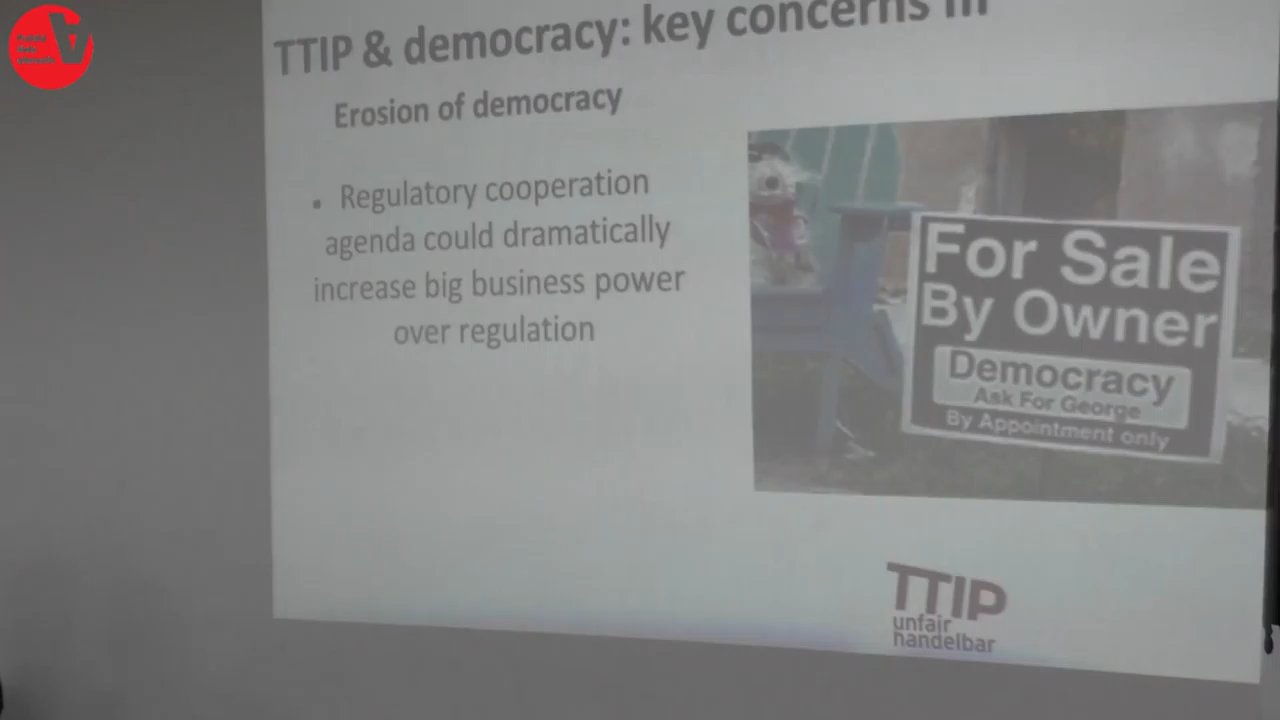 TTIP & democracy: key concerns III
Erosion of democracy
Regulatory cooperation
agenda could dramatically
increase big business power
over regulation
For Sale
By Owner
Democracy
Ask For George
By Appointment only
TTIP
unfair
handelbar